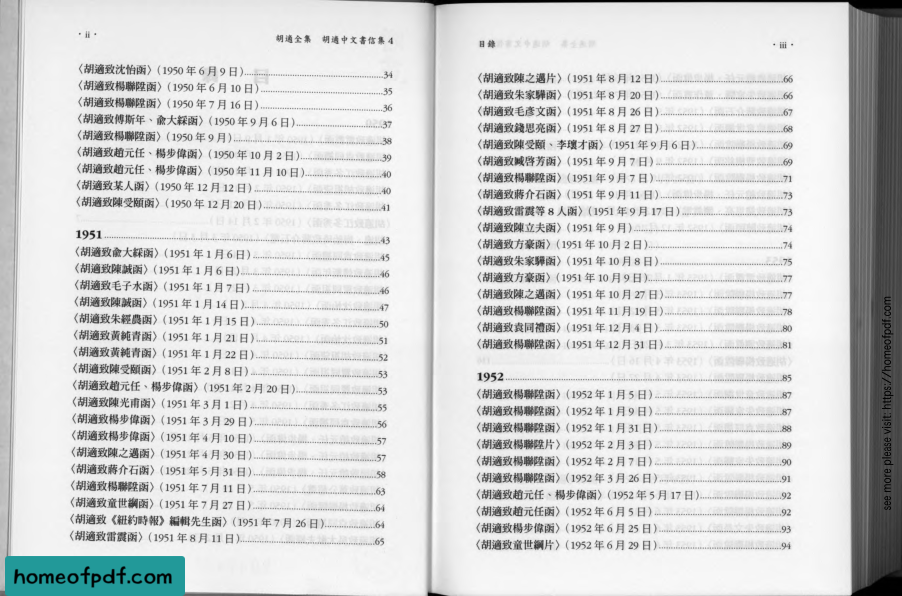 · ii ·
胡適全集　胡適中文書信集 4
〈胡適致沈怡函〉（1950 年 6 月 9 日）......34
〈胡適致楊聯陞函〉（1950 年 6 月 10 日）......35
〈胡適致楊聯陞函〉（1950 年 7 月 16 日）......36
〈胡適致傅斯年、俞大綵函〉（1950 年 9 月 6 日）......37
〈胡適致楊聯陞函〉（1950 年 9 月）......38
〈胡適致趙元任、楊步偉函〉（1950 年 10 月 2 日）......39
〈胡適致趙元任、楊步偉函〉（1950 年 11 月 10 日）......40
〈胡適致某人函〉（1950 年 12 月 12 日）......40
〈胡適致陳受頤函〉（1950 年 12 月 20 日）......41
1951......43
〈胡適致俞大綵函〉（1951 年 1 月 6 日）......45
〈胡適致陳誠函〉（1951 年 1 月 6 日）......46
〈胡適致毛子水函〉（1951 年 1 月 7 日）......46
〈胡適致陳誠函〉（1951 年 1 月 14 日）......47
〈胡適致朱經農函〉（1951 年 1 月 15 日）......50
〈胡適致黃純青函〉（1951 年 1 月 21 日）......51
〈胡適致黃純青函〉（1951 年 1 月 22 日）......52
〈胡適致陳受頤函〉（1951 年 2 月 8 日）......53
〈胡適致趙元任、楊步偉函〉（1951 年 2 月 20 日）......53
〈胡適致陳光甫函〉（1951 年 3 月 1 日）......55
〈胡適致楊步偉函〉（1951 年 3 月 29 日）......56
〈胡適致楊步偉函〉（1951 年 4 月 10 日）......57
〈胡適致陳之邁函〉（1951 年 4 月 30 日）......57
〈胡適致蔣介石函〉（1951 年 5 月 31 日）......58
〈胡適致楊聯陞函〉（1951 年 7 月 11 日）......63
〈胡適致童世綱函〉（1951 年 7 月 27 日）......64
〈胡適致《紐約時報》編輯先生函〉（1951 年 7 月 26 日）......64
〈胡適致雷震函〉（1951 年 8 月 11 日）......65
目錄
· iii ·
〈胡適致陳之邁片〉（1951 年 8 月 12 日）......66
〈胡適致朱家驊函〉（1951 年 8 月 20 日）......66
〈胡適致毛彥文函〉（1951 年 8 月 26 日）......67
〈胡適致錢思亮函〉（1951 年 8 月 27 日）......68
〈胡適致陳受頤、李壞才函〉（1951 年 9 月 6 日）......69
〈胡適致臧啓芳函〉（1951 年 9 月 7 日）......69
〈胡適致楊聯陞函〉（1951 年 9 月 7 日）......71
〈胡適致蔣介石函〉（1951 年 9 月 11 日）......73
〈胡適致雷震等 8 人函〉（1951 年 9 月 17 日）......73
〈胡適致陳立夫函〉（1951 年 9 月）......74
〈胡適致方豪函〉（1951 年 10 月 2 日）......74
〈胡適致朱家驊函〉（1951 年 10 月 8 日）......75
〈胡適致方豪函〉（1951 年 10 月 9 日）......77
〈胡適致陳之邁函〉（1951 年 10 月 27 日）......77
〈胡適致楊聯陞函〉（1951 年 11 月 19 日）......78
〈胡適致袁同禮函〉（1951 年 12 月 4 日）......80
〈胡適致楊聯陞函〉（1951 年 12 月 31 日）......81
1952......85
〈胡適致楊聯陞函〉（1952 年 1 月 5 日）......87
〈胡適致楊聯陞函〉（1952 年 1 月 9 日）......87
〈胡適致楊聯陞函〉（1952 年 1 月 31 日）......88
〈胡適致楊聯陞片〉（1952 年 2 月 3 日）......89
〈胡適致楊聯陞函〉（1952 年 2 月 7 日）......90
〈胡適致楊聯陞函〉（1952 年 3 月 26 日）......91
〈胡適致趙元任、楊步偉函〉（1952 年 5 月 17 日）......92
〈胡適致趙元任函〉（1952 年 6 月 5 日）......92
〈胡適致楊步偉函〉（1952 年 6 月 25 日）......93
〈胡適致童世綱片〉（1952 年 6 月 29 日）......94
see more please visit: https://homeofpdf.com
homeofpdf.com